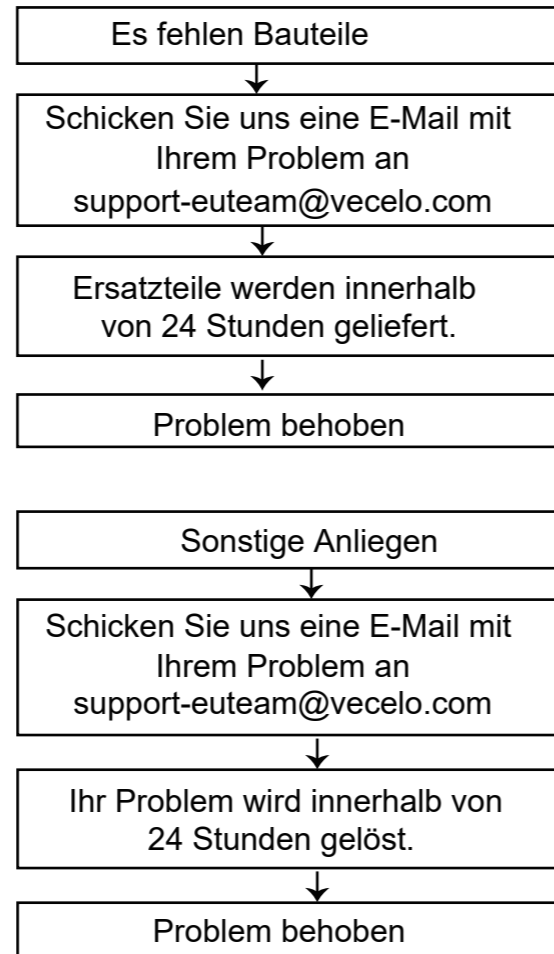 Es fehlen Bauteile
Schicken Sie uns eine E-Mail mit
Ihrem Problem an
support-euteam@vecelo.com
Ersatzteile werden innerhalb
von 24 Stunden geliefert.
Problem behoben
Sonstige Anliegen
Schicken Sie uns eine E-Mail mit
Ihrem Problem an
support-euteam@vecelo.com
Ihr Problem wird innerhalb von
24 Stunden gelöst.
Problem behoben